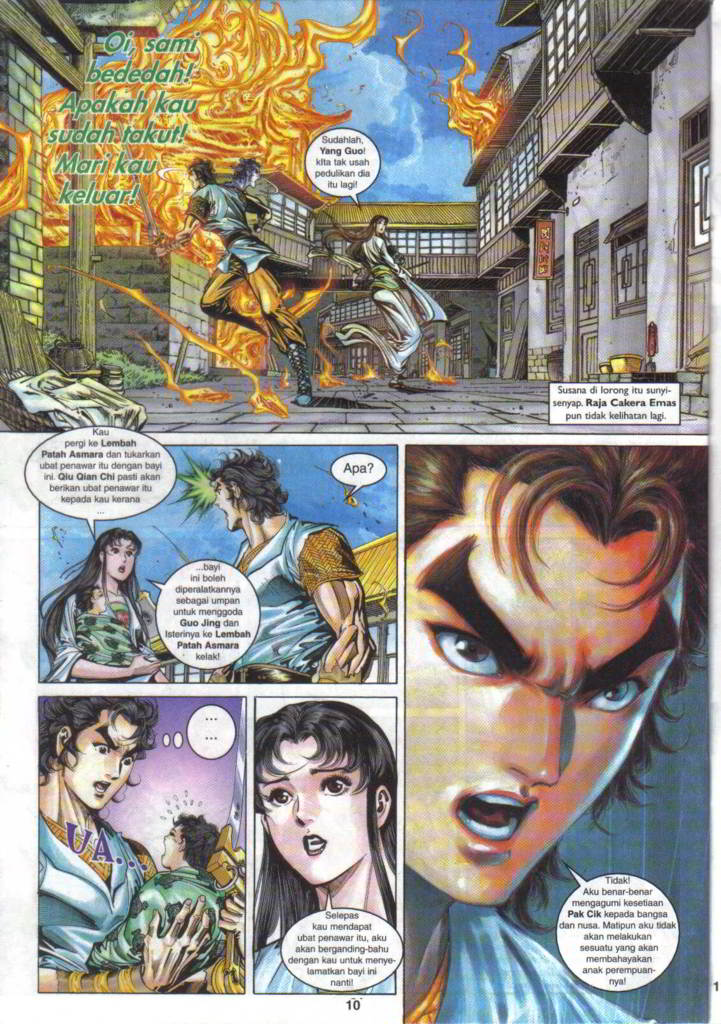 Oi, sami
bededah!
Apakah kau
sudah takut!
Mari kau
keluar!
Sudahlah,
Yang Guo!
kIta tak usah
pedulikan dia
itu lagi!
Susana di lorong itu sunyi-
senyap. Raja Cakera Emas
pun tidak kelihatan lagi.
Kau
pergi ke Lembah
Patah Asmara dan tukarkan
ubat penawar itu dengan bayi
ini. Qiu Qian Chi pasti akan
berikan ubat penawar itu
kepada kau kerana
...
Apa?
...bayi
ini boleh
diperalatkannya
sebagai umpan
untuk menggoda
Guo Jing dan
Isterinya ke Lembah
Patah Asmara
kelak!
...
...
UA...
Selepas
kau mendapat
ubat penawar itu, aku
akan berganding-bahu
dengan kau untuk menye-
lamatkan bayi ini
nanti!
Tidak!
Aku benar-benar
mengagumi kesetiaan
Pak Cik kepada bangsa
dan nusa. Matipun aku tidak
akan melakukan
sesuatu yang akan
membahayakan
anak perempuan-
nya!
10
1